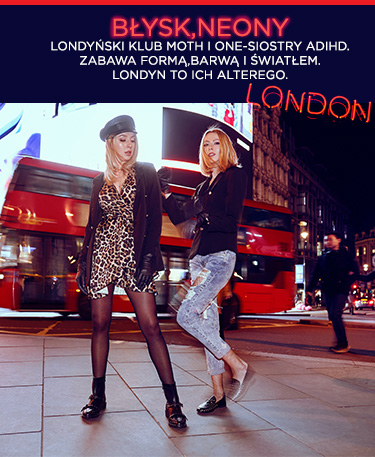 BŁYSK,NEONY
LONDYŃSKI KLUB MOTH I ONE-SIOSTRY ADIHD.
ZABAWA FORMĄ,BARWĄ I ŚWIATŁEM.
LONDYN TO ICH ALTEREGO.
LONDON